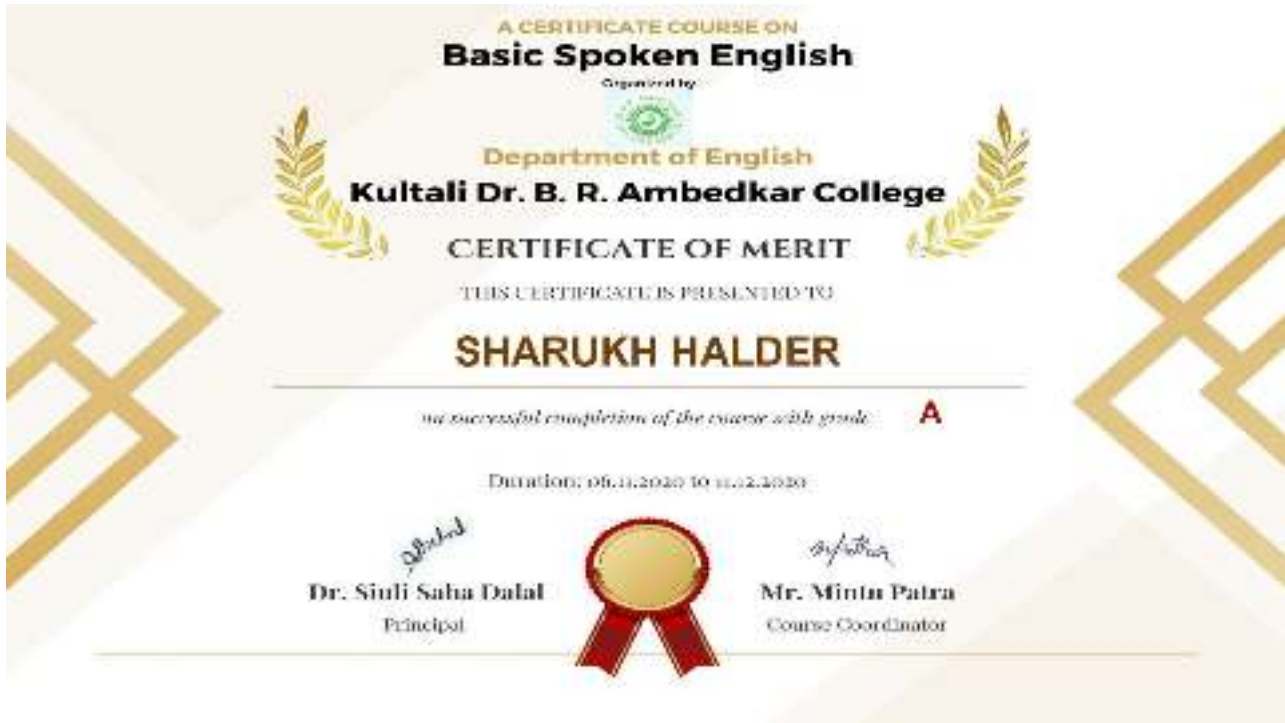 A CERTIFICATE COURSE ON
Basic Spoken English
Organized by
Department of English
Kultali Dr. B. R. Ambedkar College
CERTIFICATE OF MERIT
THIS CERTIFICATE IS PRESENTED TO
SHARUKH HALDER
on successful completion of the course with grade A
Duration: 06.11.2020 to 11.12.2020
Dr. Siuli Saha Dalal Mr. Mintu Patra
Principal Course Coordinator